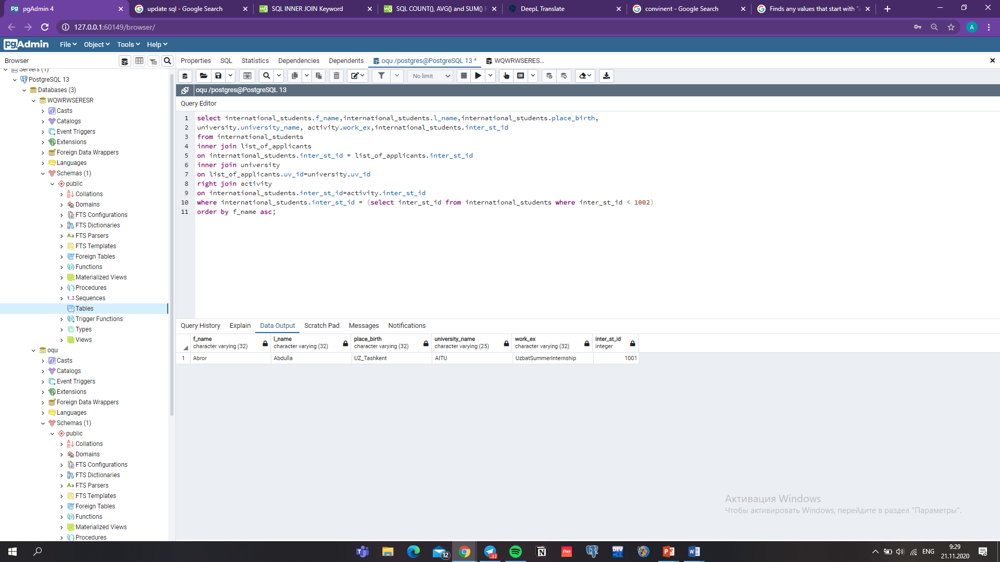 pgAdmin 4
update sql - Google Search
SQL INNER JOIN Keyword
SQL COUNT(), AVG() and SUM() F
DeepL Translate
convinent - Google Search
Finds any values that start with "a
127.0.0.1:60149/browser/
A
pgAdmin
File
Object
Tools
Help
Browser
Properties
SQL
Statistics
Dependencies
Dependents
oqu /postgres@PostgreSQL 13 *
WQWRWSERES...
No limit
oqu /postgres@PostgreSQL 13
Query Editor
1 select international_students.f_name,international_students.l_name,international_students.place_birth,
2 university.university_name, activity.work_ex,international_students.inter_st_id
3 from international_students
4 inner join list_of_applicants
5 on international_students.inter_st_id = list_of_applicants.inter_st_id
6 inner join university
7 on list_of_applicants.uv_id=university.uv_id
8 right join activity
9 on international_students.inter_st_id=activity.inter_st_id
10 where international_students.inter_st_id = (select inter_st_id from international_students where inter_st_id < 1002)
11 order by f_name asc;
Servers (1)
PostgreSQL 13
Databases (3)
WQWRWSERESR
Casts
Catalogs
Event Triggers
Extensions
Foreign Data Wrappers
Languages
Schemas (1)
public
Collations
Domains
FTS Configurations
FTS Dictionaries
Aa FTS Parsers
FTS Templates
Foreign Tables
Functions
Materialized Views
Procedures
1..3 Sequences
Tables
Trigger Functions
Types
Views
oqu
Casts
Catalogs
Event Triggers
Extensions
Foreign Data Wrappers
Languages
Schemas (1)
public
Collations
Domains
FTS Configurations
FTS Dictionaries
Aa FTS Parsers
FTS Templates
Foreign Tables
Functions
Materialized Views
Procedures
Query History
Explain
Data Output
Scratch Pad
Messages
Notifications
f_name
character varying (32)
l_name
character varying (32)
place_birth
character varying (32)
university_name
character varying (25)
work_ex
character varying (32)
inter_st_id
integer
1 Abror Abdulla UZ_Tashkent AITU UzbatSummerInternship 1001
Активация Windows
Чтобы активировать Windows, перейдите в раздел "Параметры".
12
32
Day
DEV
ENG
9:29
21.11.2020